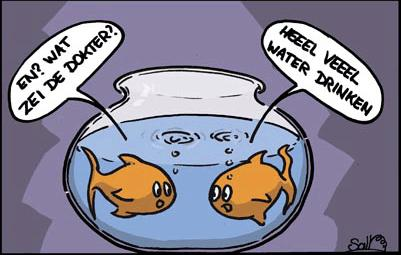 EN? WAT
ZEI DE DOKTER?
HEEEL VEEEL
WATER DRINKEN